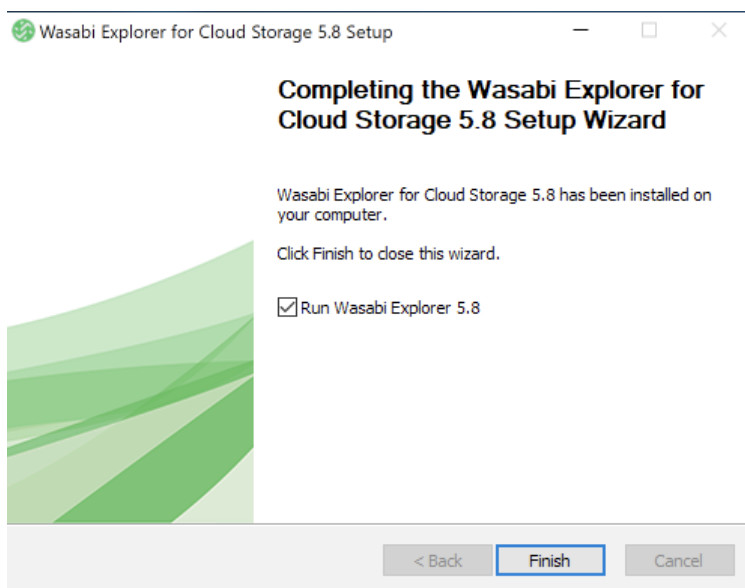 Wasabi Explorer for Cloud Storage 5.8 Setup
Completing the Wasabi Explorer for
Cloud Storage 5.8 Setup Wizard
Wasabi Explorer for Cloud Storage 5.8 has been installed on
your computer.
Click Finish to close this wizard.
Run Wasabi Explorer 5.8
< Back
Finish
Cancel